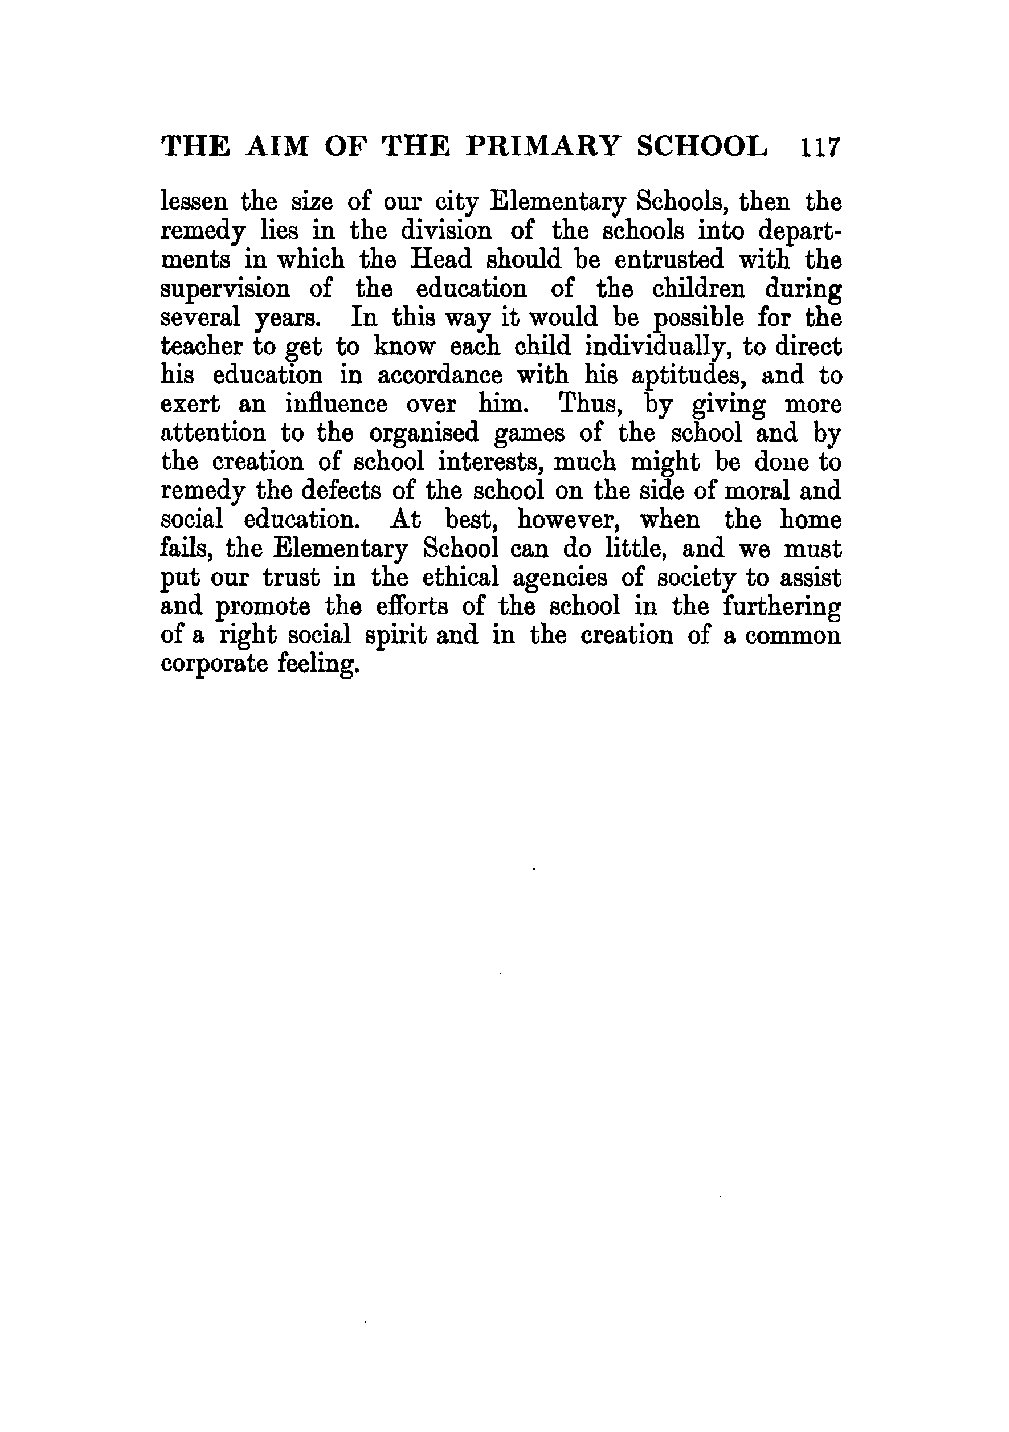 THE AIM OF THE PRIMARY SCHOOL 117
lessen the size of our city Elementary Schools, then the
remedy lies in the division of the schools into depart-
ments in which the Head should be entrusted with the
supervision of the education of the children during
several years. In this way it would be possible for the
teacher to get to know each child individually, to direct
his education in accordance with his aptitudes, and to
exert an influence over him. Thus, by giving more
attention to the organised games of the school and by
the creation of school interests, much might be done to
remedy the defects of the school on the side of moral and
social education. At best, however, when the home
fails, the Elementary School can do little, and we must
put our trust in the ethical agencies of society to assist
and promote the efforts of the school in the furthering
of a right social spirit and in the creation of a common
corporate feeling.